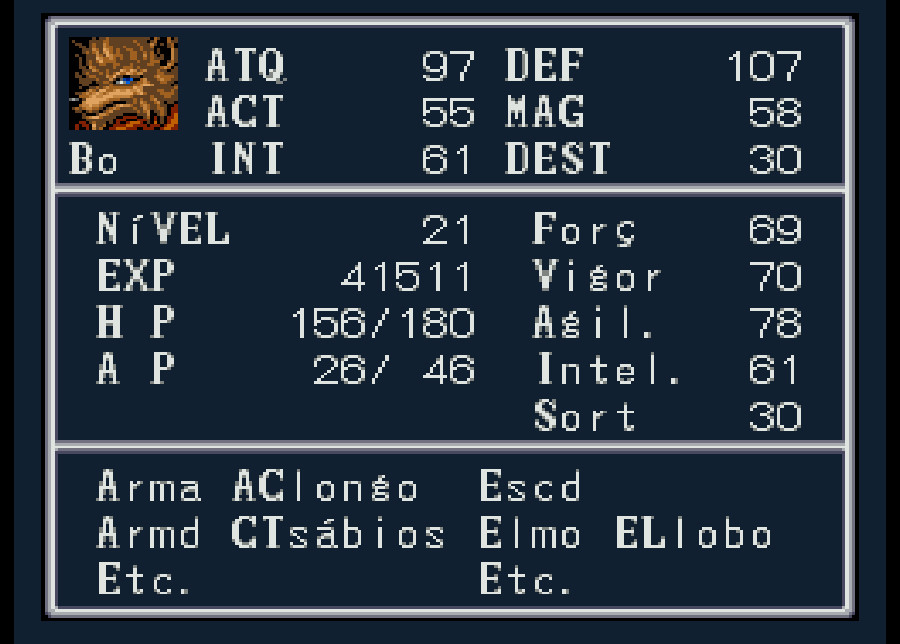 ATQ 97 DEF 107
ACT 55 MAG 58
Bo INT 61 DEST 30
NíVEL 21 Forç 69
EXP 41511 Vigor 70
H P 156/180 Agil. 78
A P 26/ 46 Intel. 61
Sort 30
Arma AClongo Escd
Armd CTsábios Elmo ELlobo
Etc. Etc.